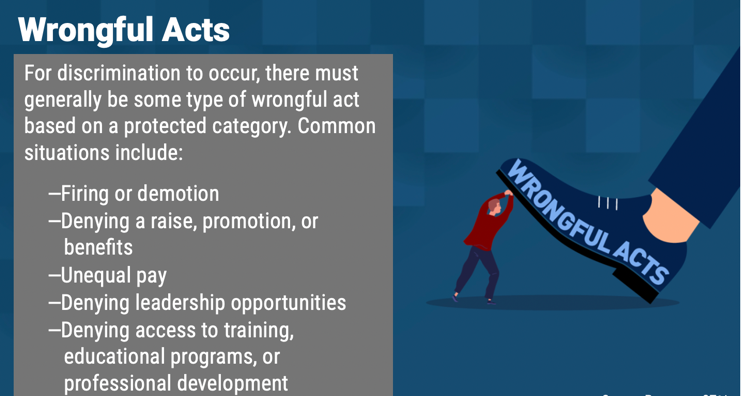 Wrongful Acts
For discrimination to occur, there must
generally be some type of wrongful act
based on a protected category. Common
situations include:
–Firing or demotion
–Denying a raise, promotion, or
benefits
–Unequal pay
–Denying leadership opportunities
–Denying access to training,
educational programs, or
professional development
WRONGFUL ACTS